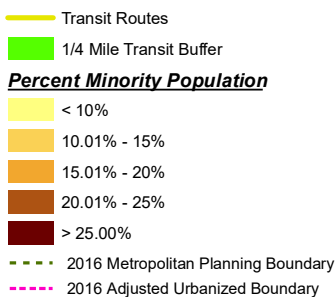 Transit Routes
1/4 Mile Transit Buffer
Percent Minority Population
< 10%
10.01% - 15%
15.01% - 20%
20.01% - 25%
> 25.00%
2016 Metropolitan Planning Boundary
2016 Adjusted Urbanized Boundary